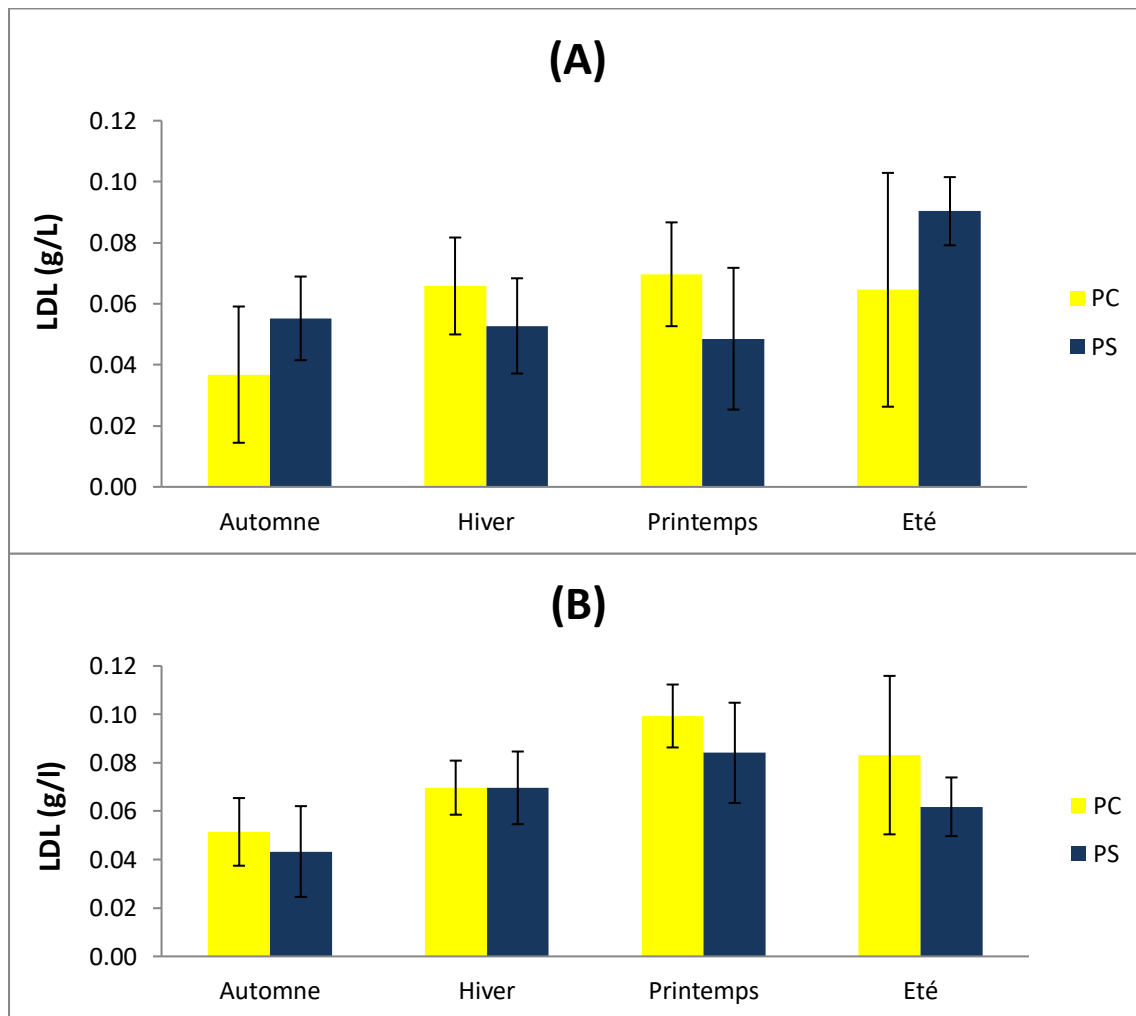 (A)
LDL (g/L)
0.12
0.10
0.08
0.06
0.04
0.02
0.00
Automne Hiver Printemps Eté
PC
PS
(B)
LDL (g/l)
0.12
0.10
0.08
0.06
0.04
0.02
0.00
Automne Hiver Printemps Eté
PC
PS